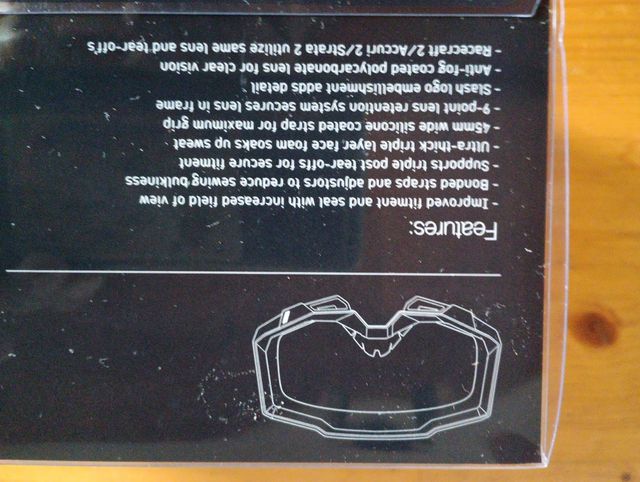 Features:
- Improved fitment and seal with increased field of view
- Bonded straps and adjustors to reduce sewing bulkiness
- Supports triple post tear-offs for secure fitment
- Ultra-thick triple layer face foam soaks up sweat
- 45mm wide silicone coated strap for maximum grip
- 9-point lens retention system secures lens in frame
- Slash logo embellishment adds detail
- Anti-fog coated polycarbonate lens for clear vision
- Racecraft 2/Accuri 2/Strata 2 utilize same lens and tear-off's